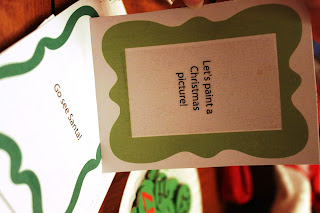 Let's paint a
Christmas
picture!
Go see Santa!